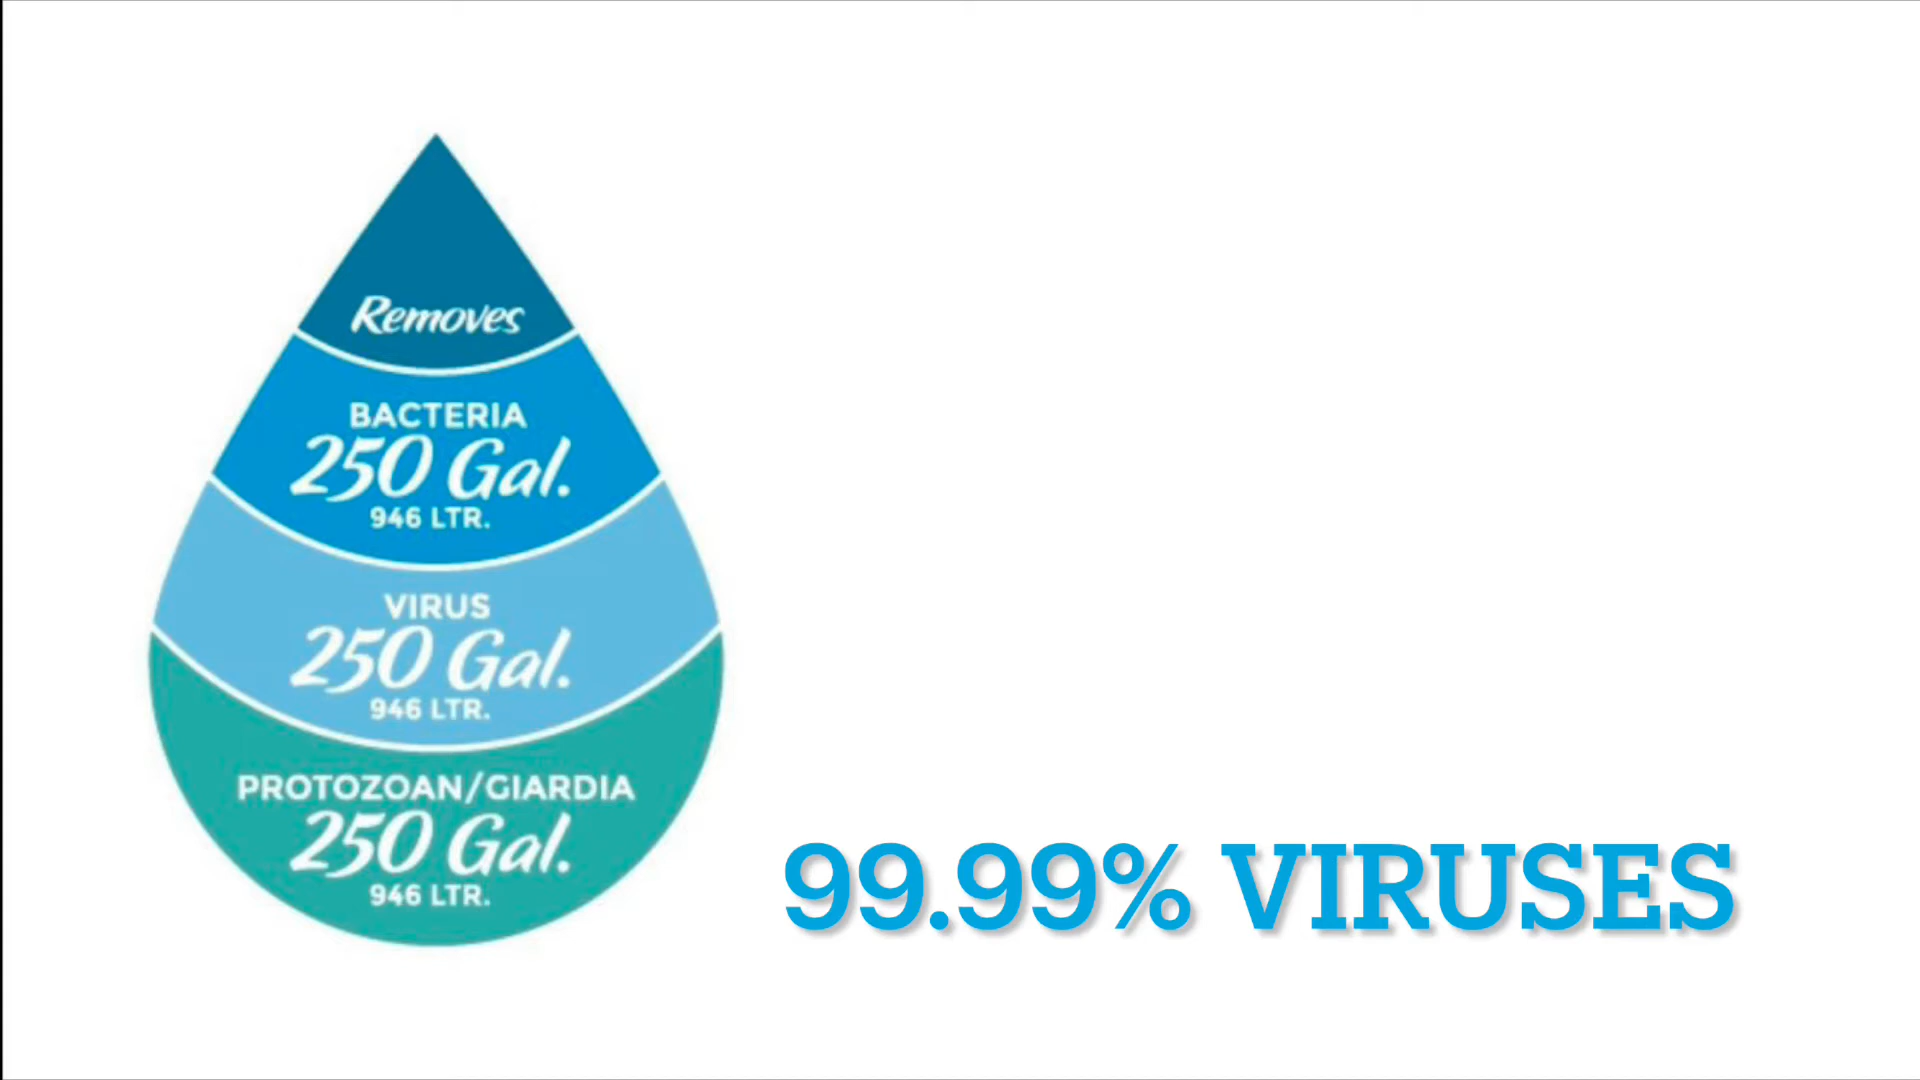 Removes
BACTERIA
250 Gal.
946 LTR.
VIRUS
250 Gal.
946 LTR.
PROTOZOAN/GIARDIA
250 Gal.
946 LTR.
99.99% VIRUSES